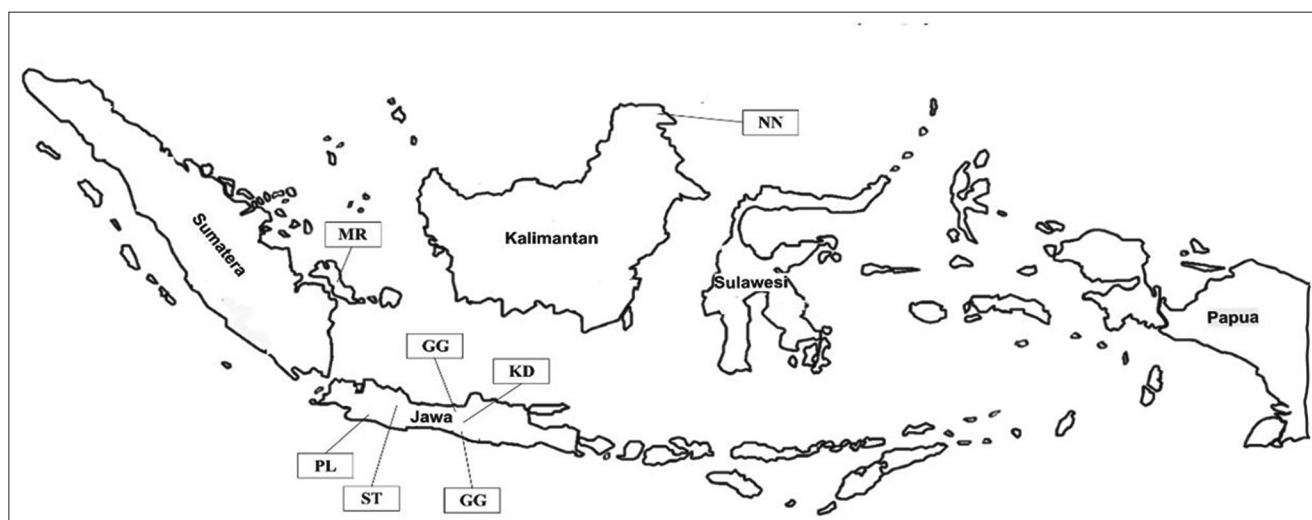 NN
MR
Sumatera
Kalimantan
Sulawesi
Papua
GG
KD
Jawa
PL
ST
GG